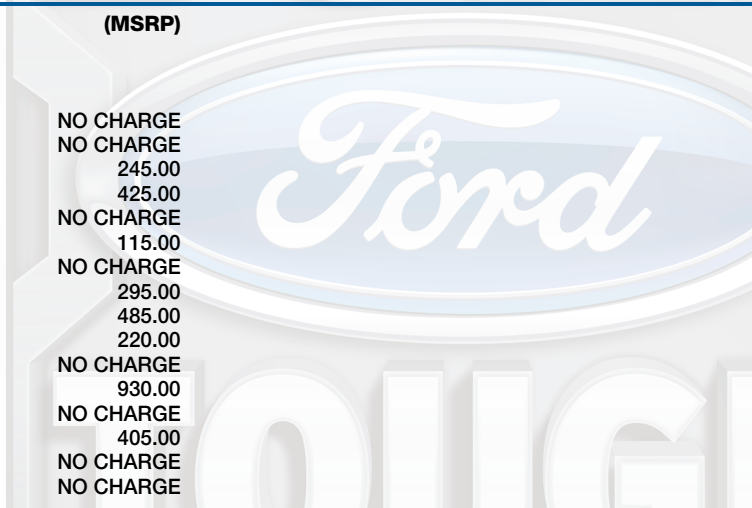 (MSRP)
NO CHARGE
NO CHARGE
245.00
425.00
NO CHARGE
115.00
NO CHARGE
295.00
485.00
220.00
NO CHARGE
930.00
NO CHARGE
405.00
NO CHARGE
NO CHARGE
Ford
TOUG